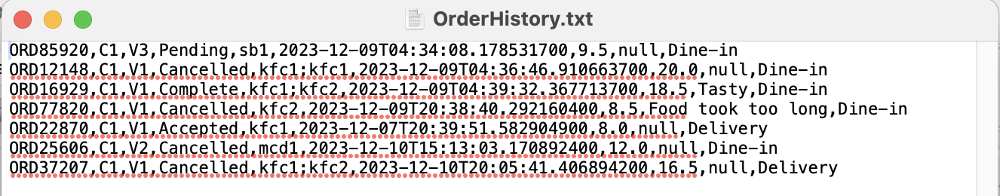 OrderHistory.txt
ORD85920,C1,V3,Pending,sb1,2023-12-09T04:34:08.178531700,9.5,null,Dine-in
ORD12148,C1,V1,Cancelled,kfc1;kfc1,2023-12-09T04:36:46.910663700,20.0,null,Dine-in
ORD16929,C1,V1,Complete,kfc1;kfc2,2023-12-09T04:39:32.367713700,18.5,Tasty,Dine-in
ORD77820,C1,V1,Cancelled,kfc2,2023-12-09T20:38:40.292160400,8.5,Food took too long,Dine-in
ORD22870,C1,V1,Accepted,kfc1,2023-12-07T20:39:51.582904900,8.0,null,Delivery
ORD25606,C1,V2,Cancelled,mcd1,2023-12-10T15:13:03.170892400,12.0,null,Dine-in
ORD37207,C1,V1,Cancelled,kfc1;kfc2,2023-12-10T20:05:41.406894200,16.5,null,Delivery